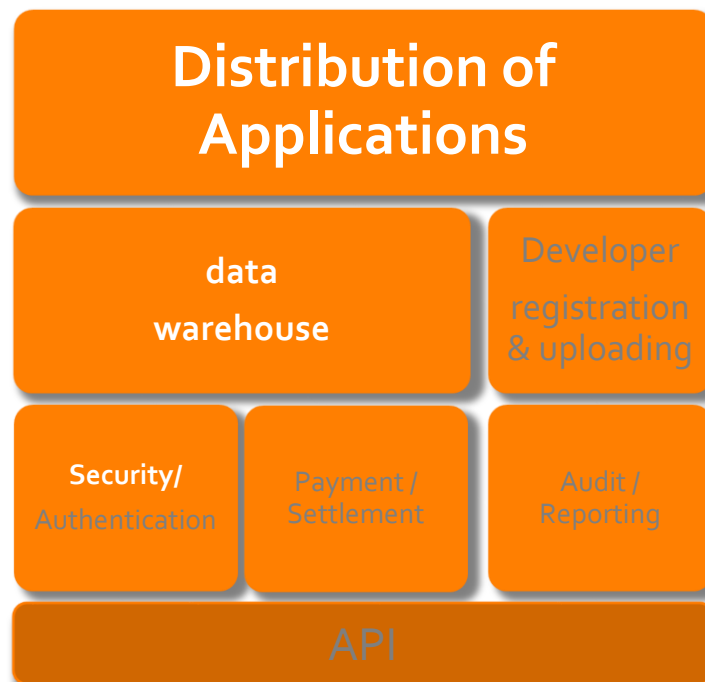 Distribution of
Applications
data
warehouse
Developer
registration
& uploading
Security/
Authentication
Payment /
Settlement
Audit /
Reporting
API